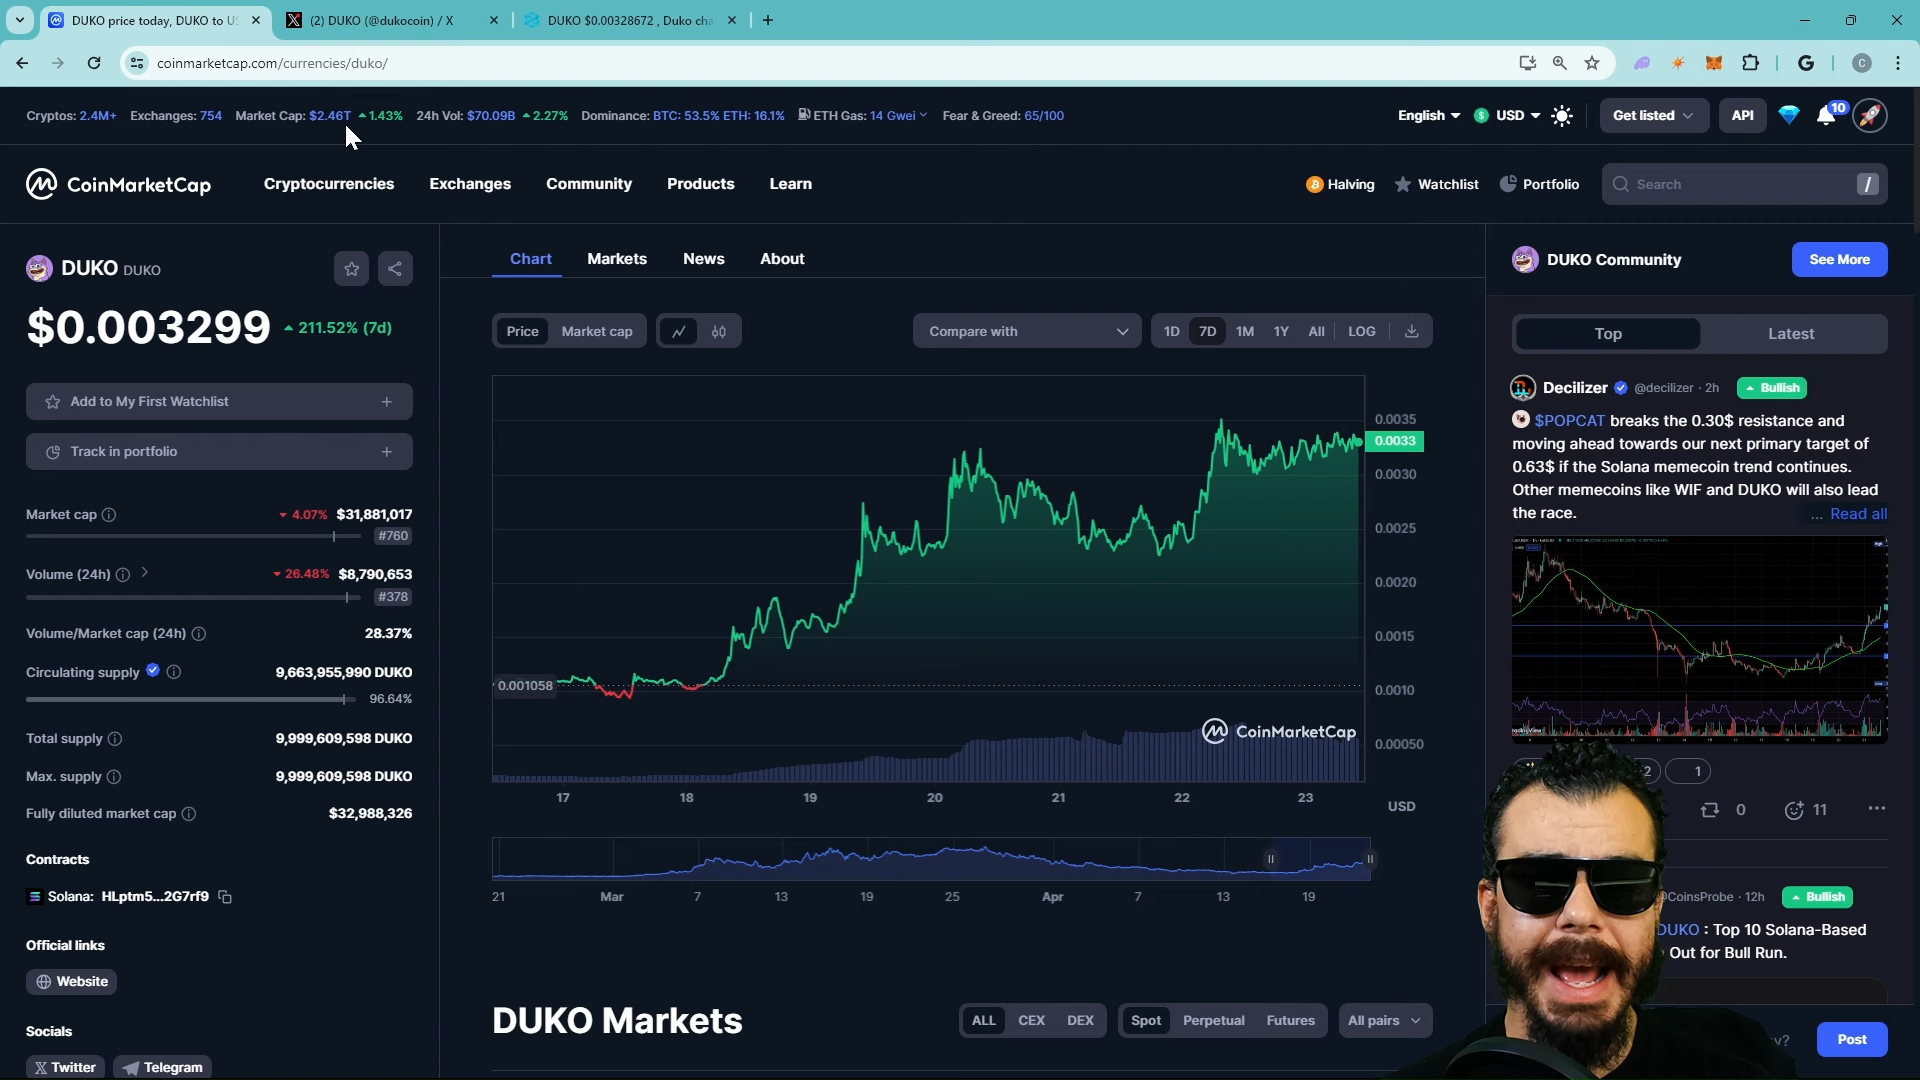 DUKO price today, DUKO to US
(2) DUKO (@dukocoin) / X
DUKO $0.00328672 , Duko cha
coinmarketcap.com/currencies/duko/
Cryptos: 2.4M+ Exchanges: 754 Market Cap: $2.46T 1.43% 24h Vol: $70.09B 2.27% Dominance: BTC: 53.5% ETH: 16.1% ETH Gas: 14 Gwei Fear & Greed: 65/100
English USD Get listed API 10
CoinMarketCap
Cryptocurrencies Exchanges Community Products Learn
Halving Watchlist Portfolio Search /
DUKO DUKO
$0.003299 211.52% (7d)
Add to My First Watchlist +
Track in portfolio +
Market cap 4.07% $31,881,017
#760
Volume (24h) 26.48% $8,790,653
#378
Volume/Market cap (24h) 28.37%
Circulating supply 9,663,955,990 DUKO
96.64%
Total supply 9,999,609,598 DUKO
Max. supply 9,999,609,598 DUKO
Fully diluted market cap $32,988,326
Contracts
Solana: HLptm5...2G7rf9
Official links
Website
Socials
Twitter Telegram
Chart Markets News About
Price Market cap
Compare with
1D 7D 1M 1Y All LOG
0.0035
0.0033
0.0030
0.0025
0.0020
0.0015
0.0010
0.00050
0.001058
CoinMarketCap
17 18 19 20 21 22 23
USD
21 Mar 7 13 19 25 Apr 7 13 19
DUKO Markets
ALL CEX DEX Spot Perpetual Futures All pairs
DUKO Community See More
Top Latest
Decilizer @decilizer · 2h Bullish
$POPCAT breaks the 0.30$ resistance and
moving ahead towards our next primary target of
0.63$ if the Solana memecoin trend continues.
Other memecoins like WIF and DUKO will also lead
the race. ... Read all
2 1
0 11
CoinsProbe · 12h Bullish
DUKO : Top 10 Solana-Based
Out for Bull Run.
Post